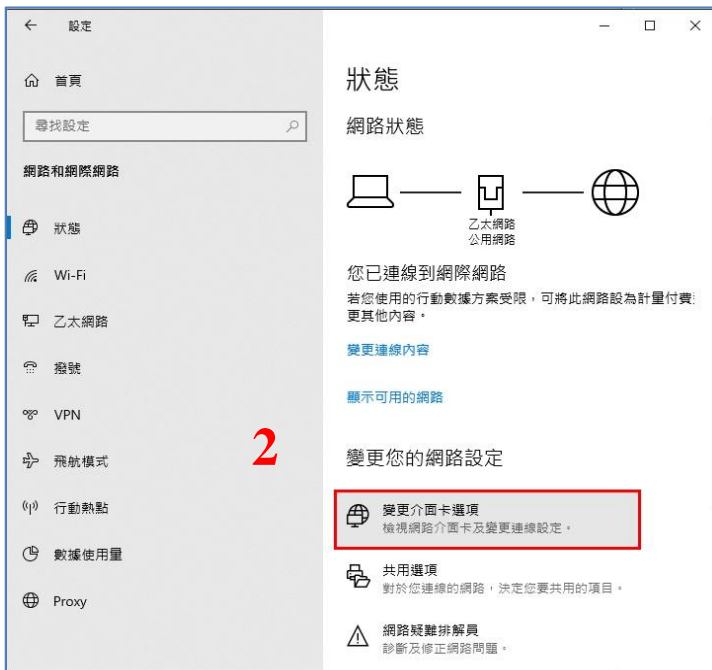 設定
首頁
尋找設定
網路和網際網路
狀態
Wi-Fi
乙太網路
撥號
VPN
飛航模式
行動熱點
數據使用量
Proxy
2
狀態
網路狀態
乙太網路
公用網路
您已連線到網際網路
若您使用的行動數據方案受限，可將此網路設為計量付費
更其他內容。
變更連線內容
顯示可用的網路
變更您的網路設定
變更介面卡選項
檢視網路介面卡及變更連線設定。
共用選項
對於您連線的網路，決定您要共用的項目。
網路疑難排解員
診斷及修正網路問題。